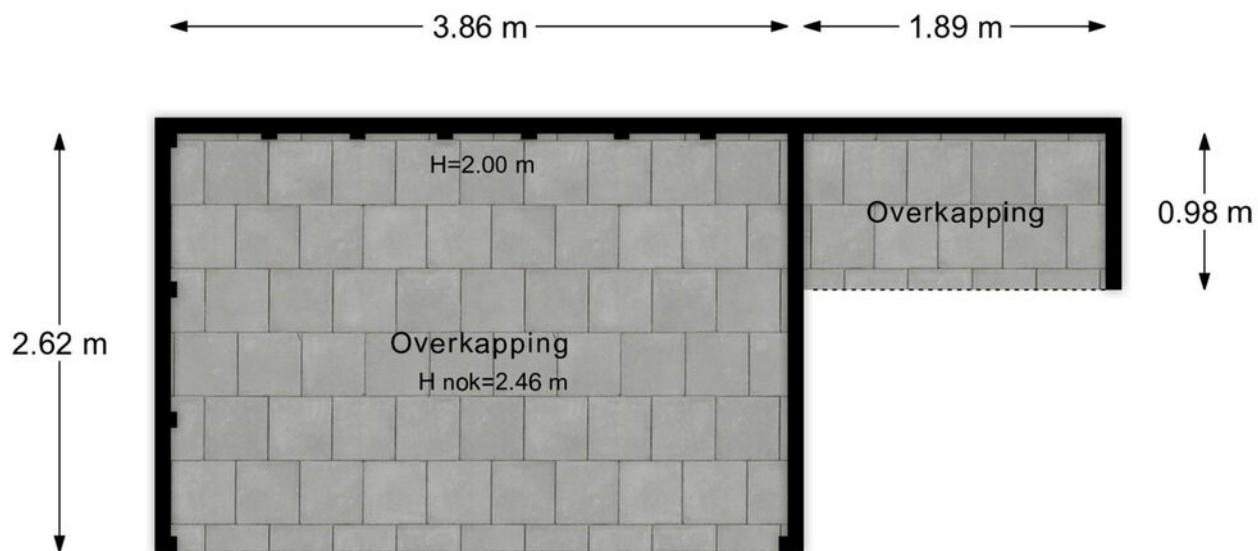 3.86 m
1.89 m
H=2.00 m
Overkapping
0.98 m
2.62 m
Overkapping
H nok=2.46 m